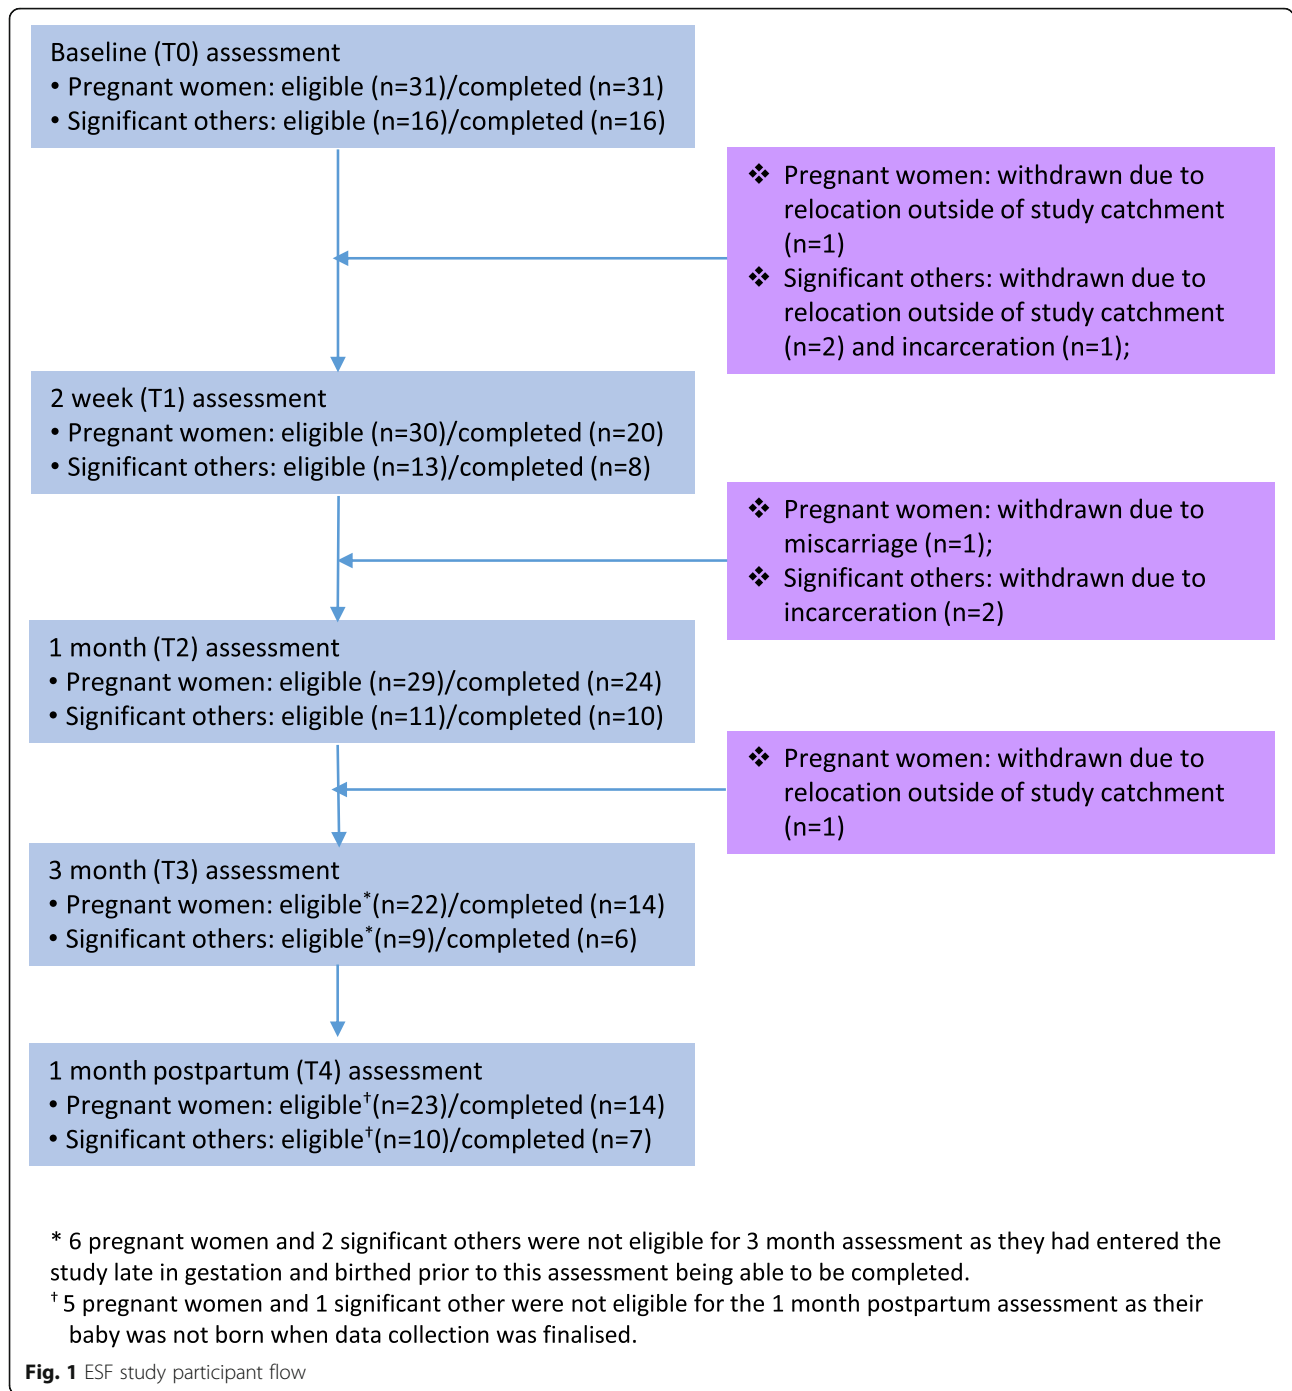 Baseline (T0) assessment
• Pregnant women: eligible (n=31)/completed (n=31)
• Significant others: eligible (n=16)/completed (n=16)
❖ Pregnant women: withdrawn due to
relocation outside of study catchment
(n=1)
❖ Significant others: withdrawn due to
relocation outside of study catchment
(n=2) and incarceration (n=1);
2 week (T1) assessment
• Pregnant women: eligible (n=30)/completed (n=20)
• Significant others: eligible (n=13)/completed (n=8)
❖ Pregnant women: withdrawn due to
miscarriage (n=1);
❖ Significant others: withdrawn due to
incarceration (n=2)
1 month (T2) assessment
• Pregnant women: eligible (n=29)/completed (n=24)
• Significant others: eligible (n=11)/completed (n=10)
❖ Pregnant women: withdrawn due to
relocation outside of study catchment
(n=1)
3 month (T3) assessment
• Pregnant women: eligible*(n=22)/completed (n=14)
• Significant others: eligible*(n=9)/completed (n=6)
1 month postpartum (T4) assessment
• Pregnant women: eligible†(n=23)/completed (n=14)
• Significant others: eligible†(n=10)/completed (n=7)
* 6 pregnant women and 2 significant others were not eligible for 3 month assessment as they had entered the
study late in gestation and birthed prior to this assessment being able to be completed.
† 5 pregnant women and 1 significant other were not eligible for the 1 month postpartum assessment as their
baby was not born when data collection was finalised.
Fig. 1 ESF study participant flow